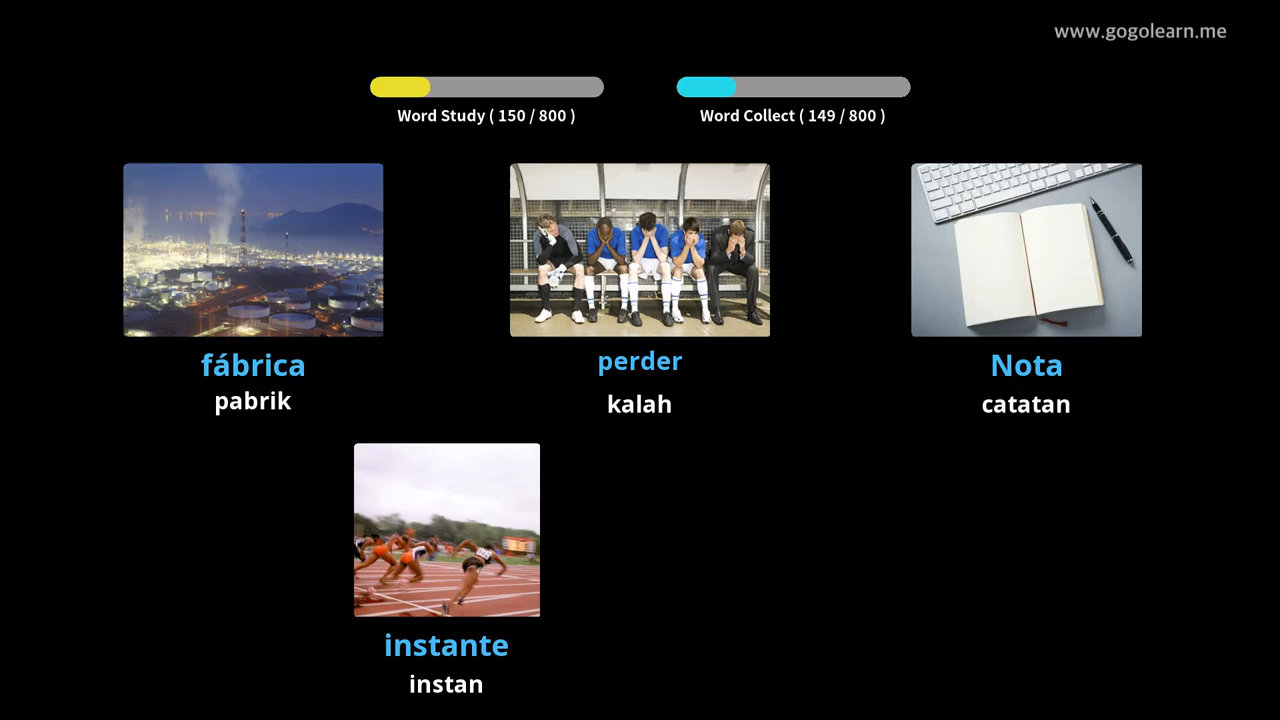 www.gogolearn.me
Word Study ( 150 / 800 )
Word Collect ( 149 / 800 )
fábrica
pabrik
perder
kalah
Nota
catatan
instante
instan